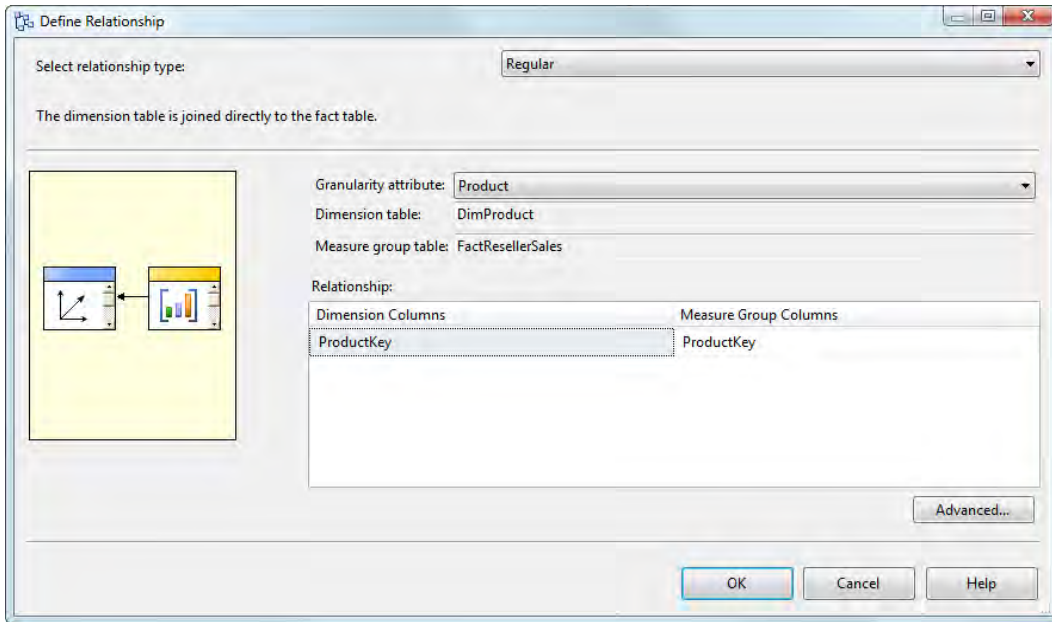 Define Relationship
Select relationship type: Regular
The dimension table is joined directly to the fact table.
Granularity attribute: Product
Dimension table: DimProduct
Measure group table: FactResellerSales
Relationship:
Dimension Columns Measure Group Columns
ProductKey ProductKey
Advanced...
OK Cancel Help